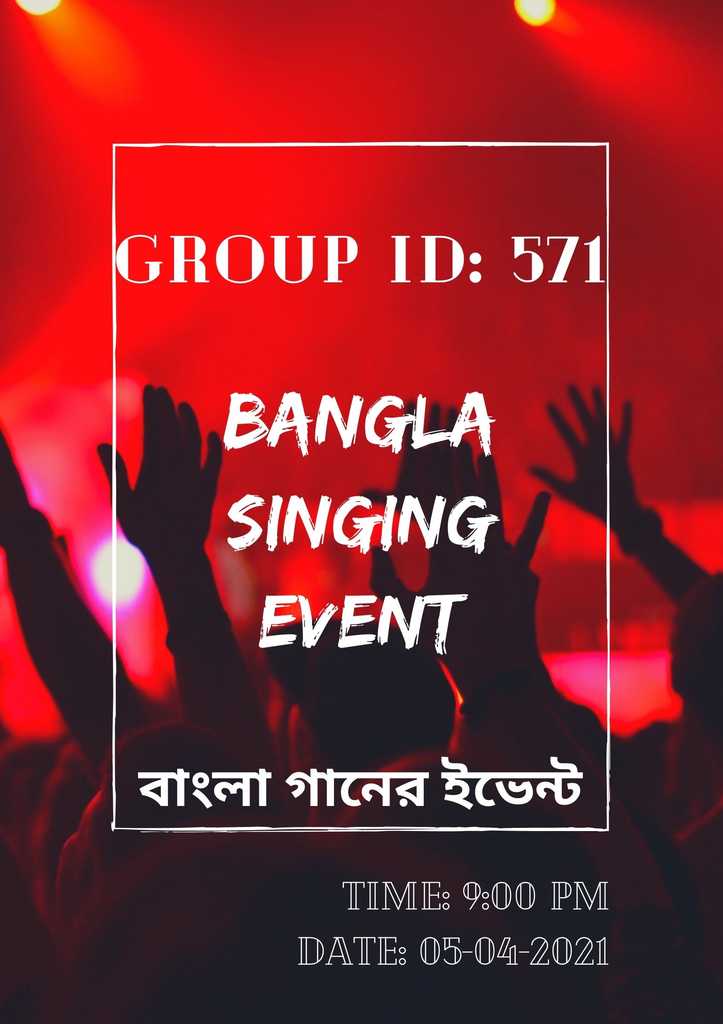 GROUP ID: 571
BANGLA
SINGING
EVENT
বাংলা গানের ইভেন্ট
TIME: 9:00 PM
DATE: 05-04-2021